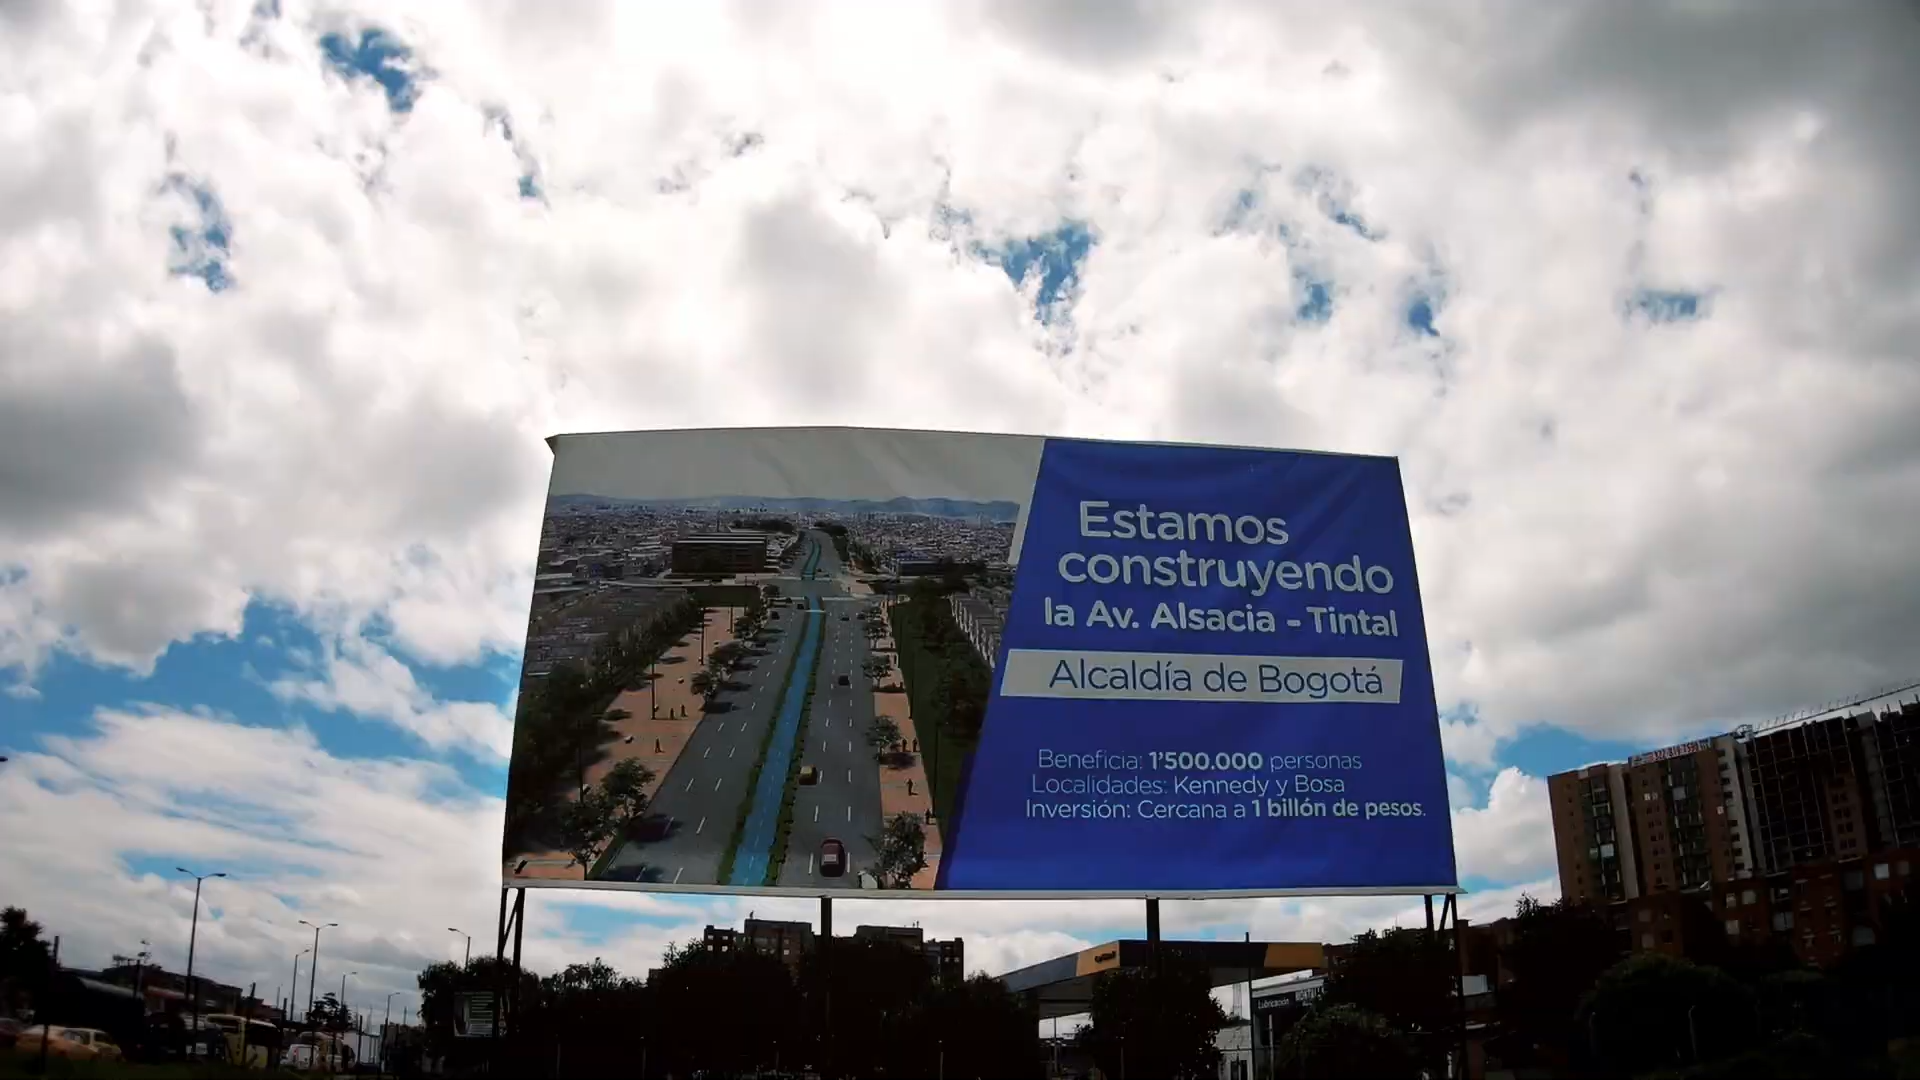 Estamos
construyendo
la Av. Alsacia - Tintal
Alcaldía de Bogotá
Beneficia: 1'500.000 personas
Localidades: Kennedy y Bosa
Inversión: Cercana a 1 billón de pesos.
Lubricación